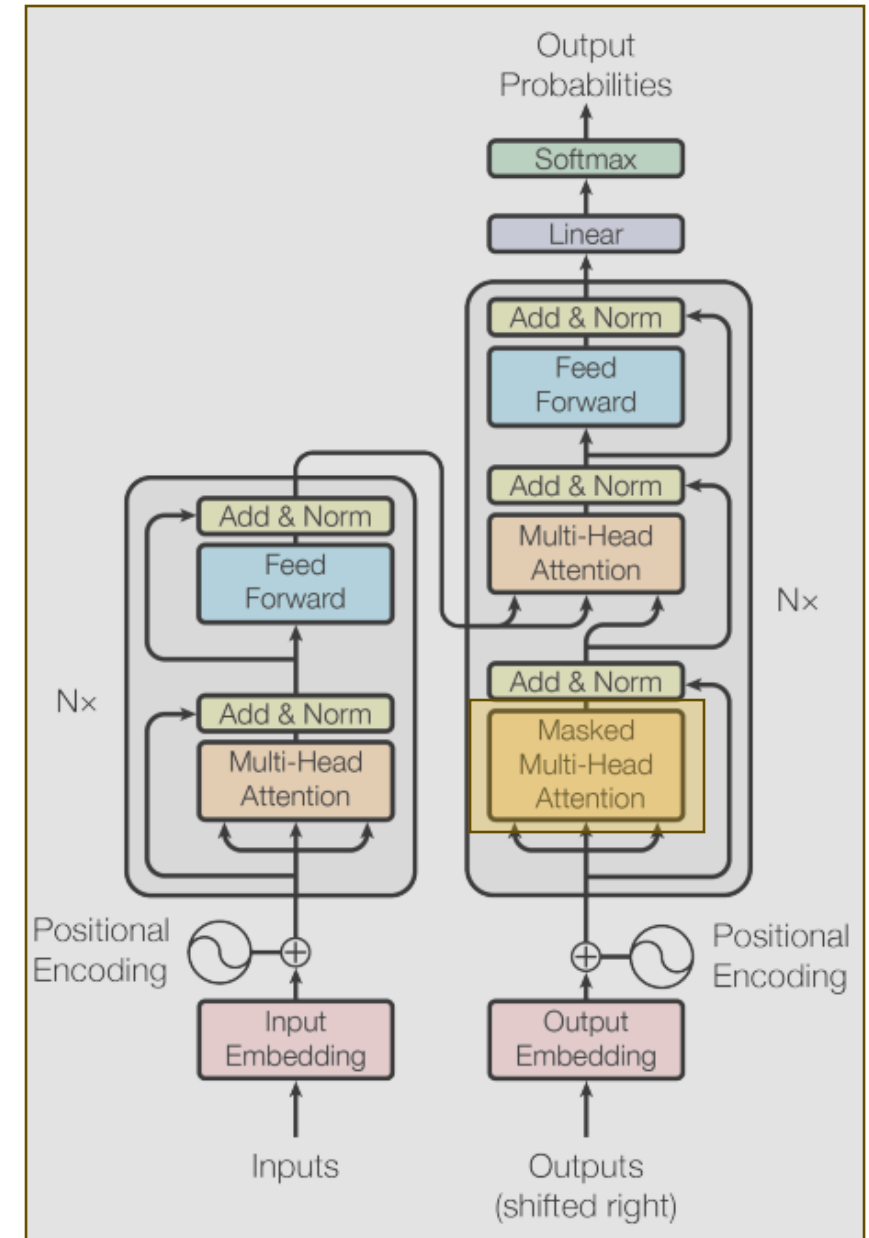 Output
Probabilities
Softmax
Linear
Add & Norm
Feed
Forward
Add & Norm
Multi-Head
Attention
N×
Add & Norm
Masked
Multi-Head
Attention
Add & Norm
Feed
Forward
N×
Add & Norm
Multi-Head
Attention
Positional
Encoding
Positional
Encoding
Input
Embedding
Output
Embedding
Inputs
Outputs
(shifted right)